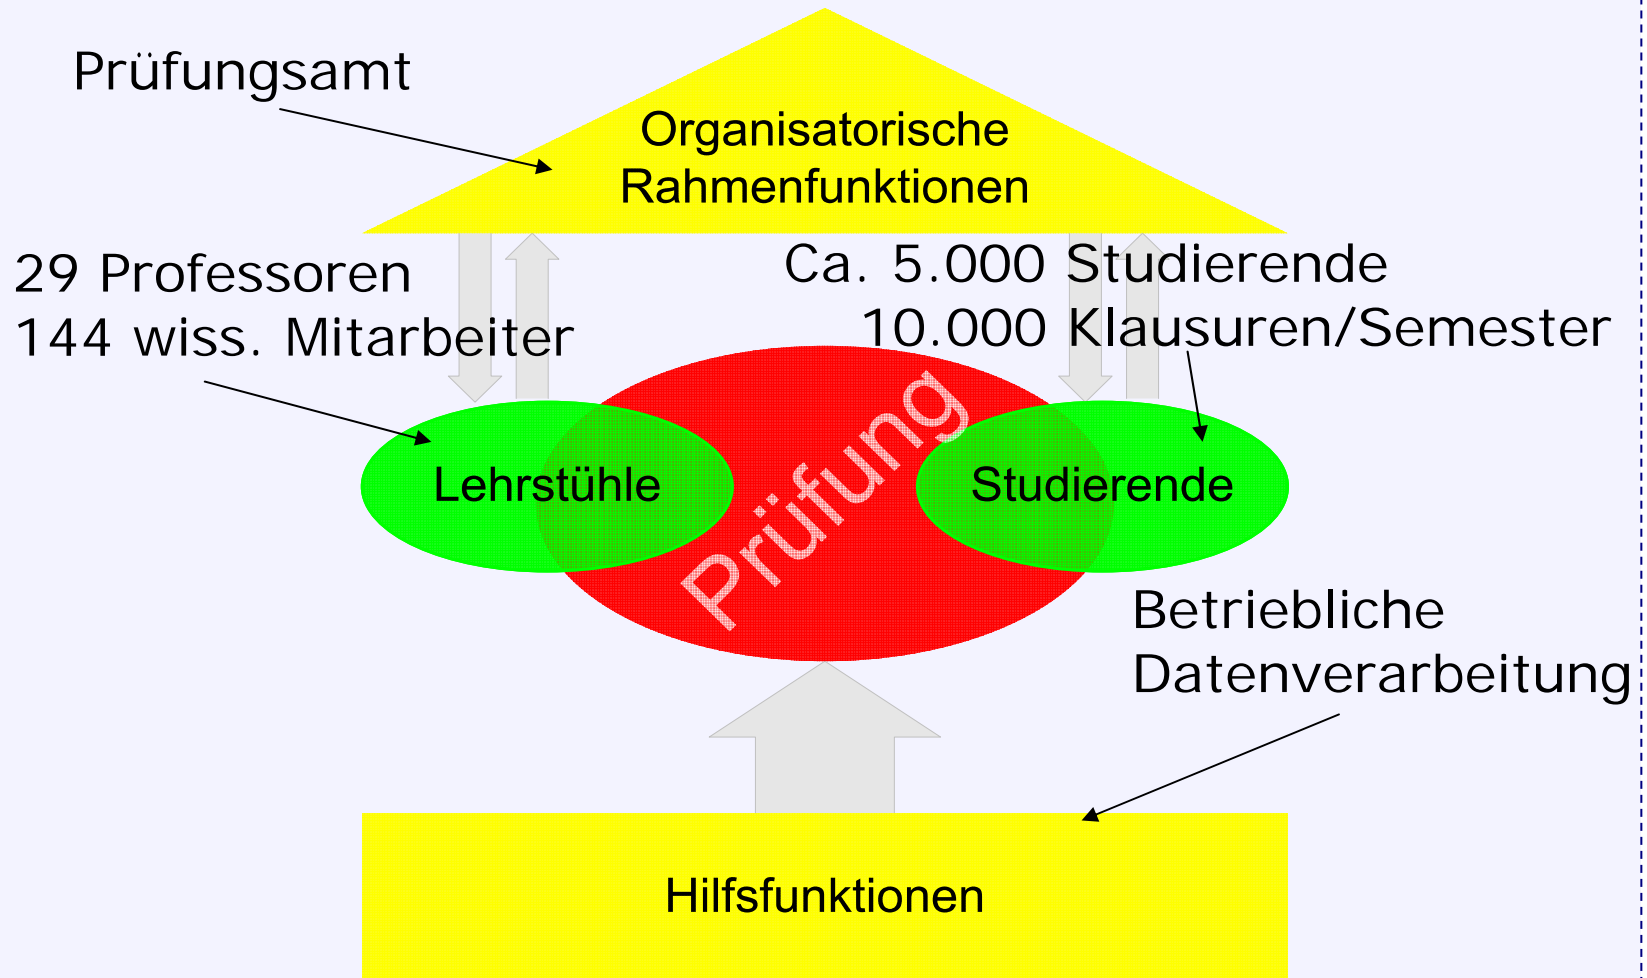 Prüfungsamt
Organisatorische
Rahmenfunktionen
29 Professoren
144 wiss. Mitarbeiter
Ca. 5.000 Studierende
10.000 Klausuren/Semester
Lehrstühle
Prüfung
Studierende
Betriebliche
Datenverarbeitung
Hilfsfunktionen